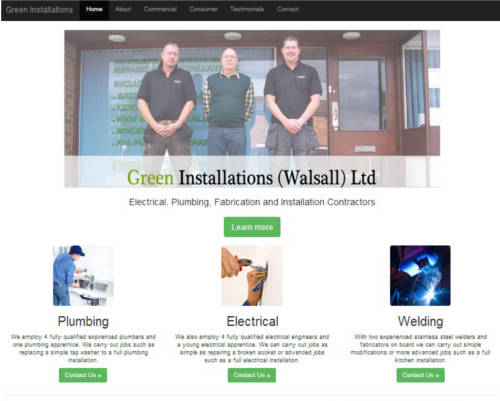 Green Installations Home About Commercial Consumer Testimonials Contact
REPAIRS
INCLU
Green Installations (Walsall) Ltd
Electrical, Plumbing, Fabrication and Installation Contractors
Learn more
Plumbing
We employ 4 fully qualified exprienced plumbers and
one plumbing apprentice. We carry out jobs such as
replacing a simple tap washer to a full plumbing
installation.
Contact Us »
Electrical
We also employ 4 fully qualified electrical engineers and
a young electrical apprentice. We can carry out jobs as
simple as repairing a broken socket or advanced jobs
such as a full electrical installation.
Contact Us »
Welding
With two experienced stainless steel welders and
fabricators on board we can carry out simple
modifications or more advanced jobs such as a full
kitchen installation.
Contact Us »